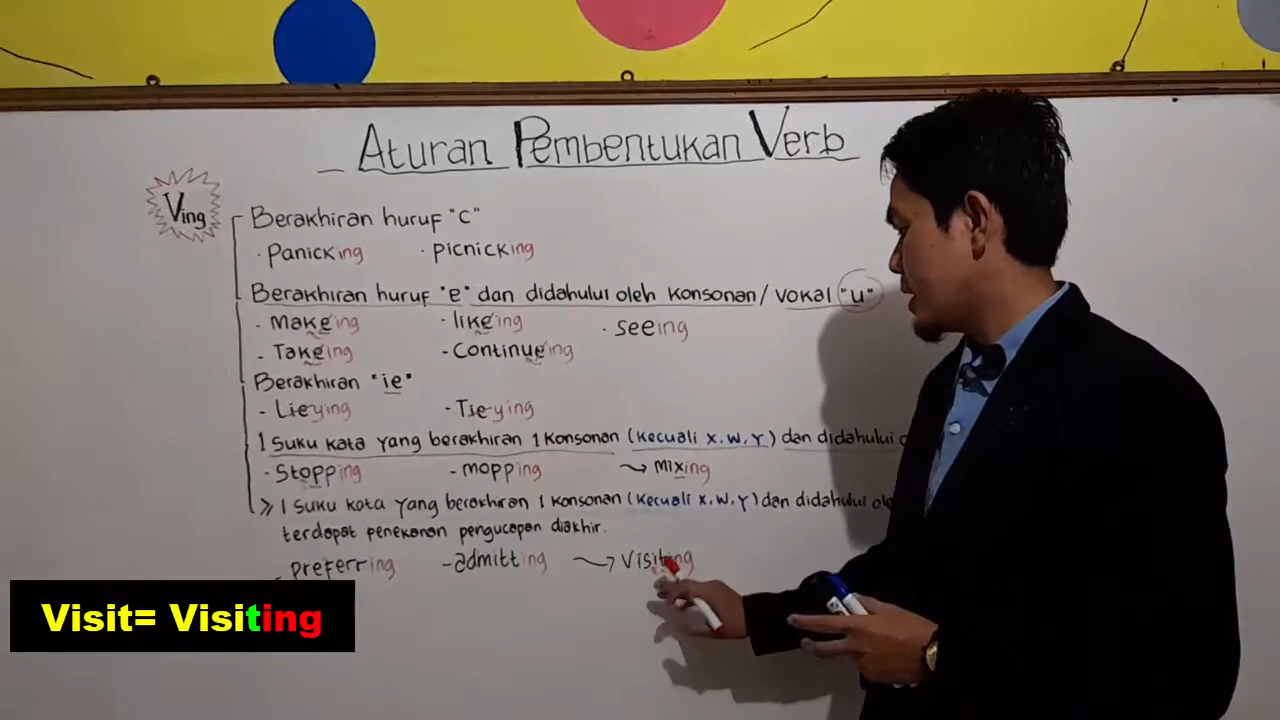 Aturan Pembentukan Verb
Ving
Berakhiran huruf "C"
· Panicking · picnicking
Berakhiran huruf "e" dan didahului oleh konsonan / vokal "u"
- Makeing - likeing · seeing
- Takeing - Continueing
Berakhiran "ie"
- Lieying - Tieying
1 Suku kata yang berakhiran 1 konsonan (kecuali x, w, y) dan didahului
- Stopping - mopping → mixing
≥ 1 Suku kata yang berakhiran 1 konsonan (kecuali x, w, y) dan didahului
terdapat penekanan pengucapan diakhir.
- preferring - admitting → Visiting
Visit= Visiting